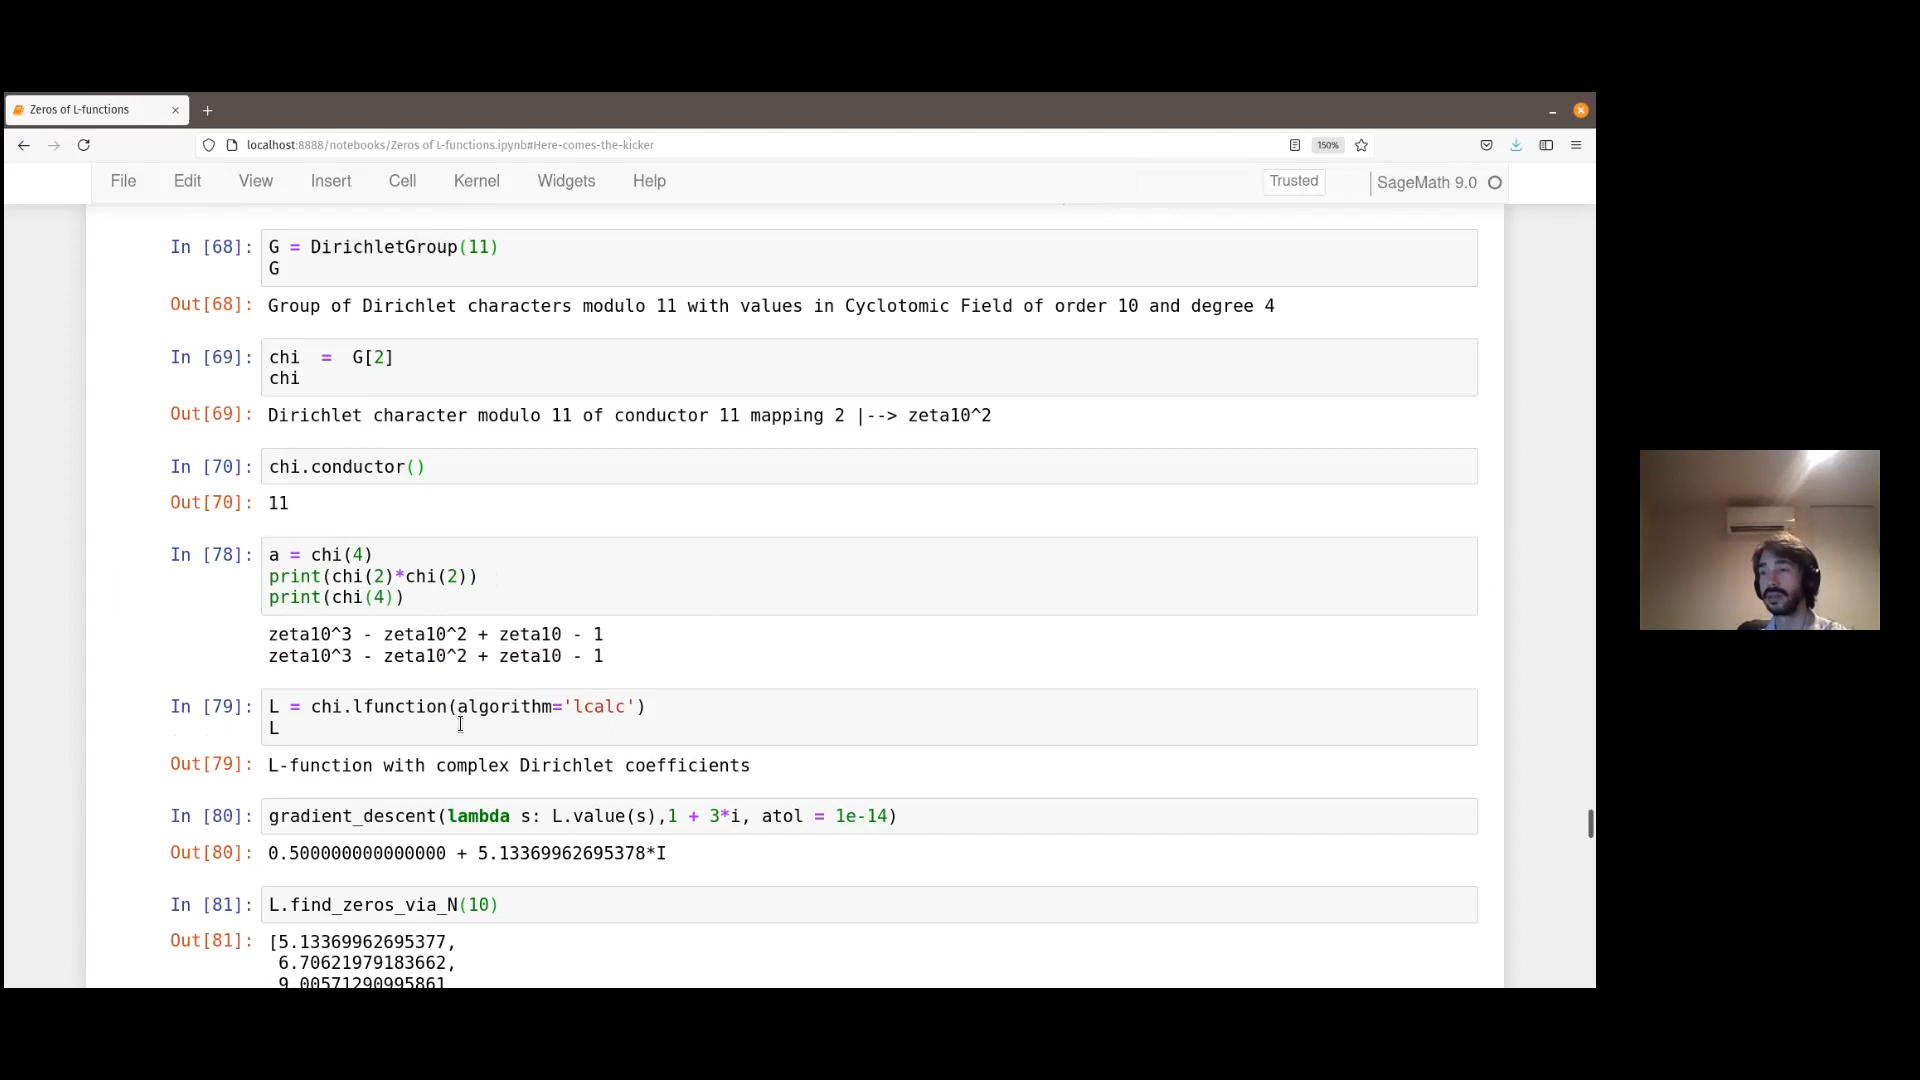 Zeros of L-functions
localhost:8888/notebooks/Zeros of L-functions.ipynb#Here-comes-the-kicker
150%
File Edit View Insert Cell Kernel Widgets Help
Trusted
SageMath 9.0
In [68]: G = DirichletGroup(11)
G
Out[68]: Group of Dirichlet characters modulo 11 with values in Cyclotomic Field of order 10 and degree 4
In [69]: chi  =  G[2]
chi
Out[69]: Dirichlet character modulo 11 of conductor 11 mapping 2 |--> zeta10^2
In [70]: chi.conductor()
Out[70]: 11
In [78]: a = chi(4)
print(chi(2)*chi(2))
print(chi(4))
zeta10^3 - zeta10^2 + zeta10 - 1
zeta10^3 - zeta10^2 + zeta10 - 1
In [79]: L = chi.lfunction(algorithm='lcalc')
L
Out[79]: L-function with complex Dirichlet coefficients
In [80]: gradient_descent(lambda s: L.value(s),1 + 3*i, atol = 1e-14)
Out[80]: 0.500000000000000 + 5.13369962695378*I
In [81]: L.find_zeros_via_N(10)
Out[81]: [5.13369962695377,
6.70621979183662,
9.00571290995861